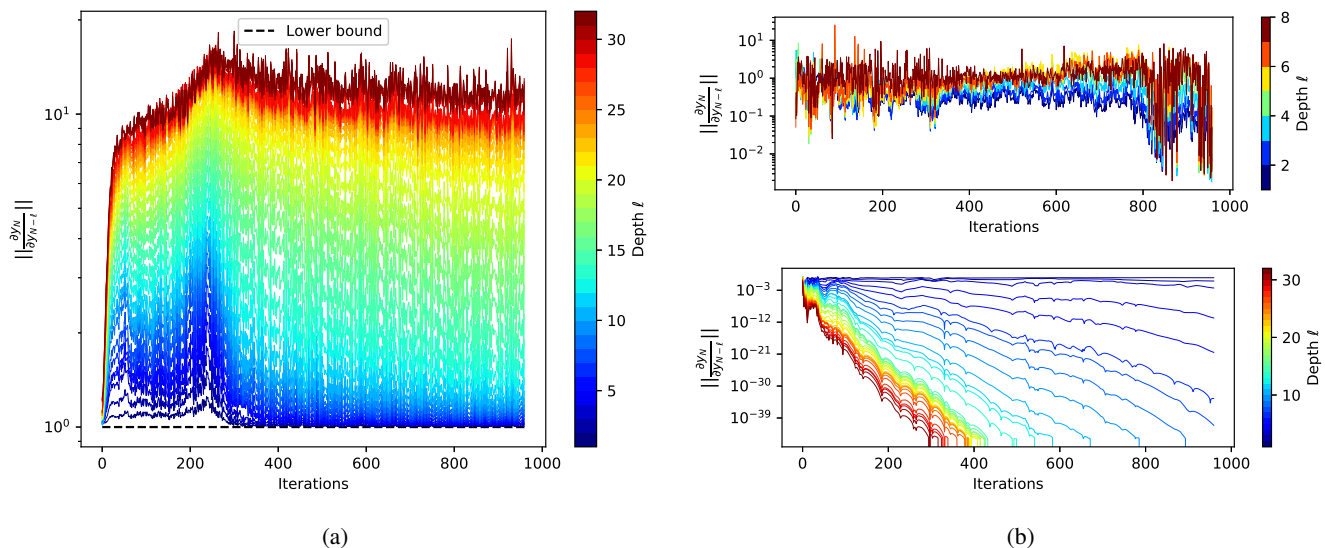 || ∂y_N / ∂y_{N−ℓ} ||
10^1
10^0
Lower bound
0 200 400 600 800 1000
Iterations
30
25
20
15
10
5
Depth ℓ
(a)
|| ∂y_N / ∂y_{N−ℓ} ||
10^1
10^0
10^−1
10^−2
0 200 400 600 800 1000
Iterations
8
6
4
2
Depth ℓ
|| ∂y_N / ∂y_{N−ℓ} ||
10^−3
10^−12
10^−21
10^−30
10^−39
0 200 400 600 800 1000
Iterations
30
20
10
Depth ℓ
(b)